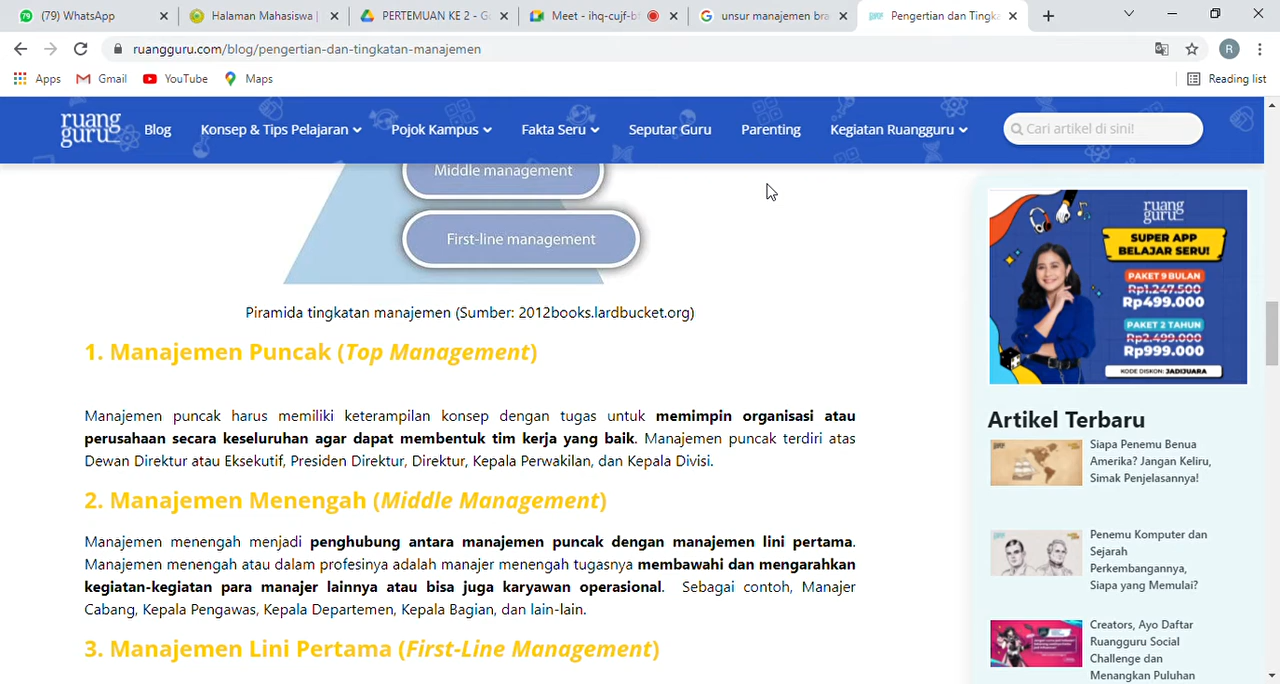 (79) WhatsApp
Halaman Mahasiswa |
PERTEMUAN KE 2 - G
Meet - ihq-cujf-b
unsur manajemen bra
Pengertian dan Tingka
ruangguru.com/blog/pengertian-dan-tingkatan-manajemen
R
Apps
Gmail
YouTube
Maps
Reading list
ruang
guru
Blog
Konsep & Tips Pelajaran
Pojok Kampus
Fakta Seru
Seputar Guru
Parenting
Kegiatan Ruangguru
Cari artikel di sini!
Middle management
First-line management
Piramida tingkatan manajemen (Sumber: 2012books.lardbucket.org)
1. Manajemen Puncak (Top Management)
Manajemen puncak harus memiliki keterampilan konsep dengan tugas untuk memimpin organisasi atau
perusahaan secara keseluruhan agar dapat membentuk tim kerja yang baik. Manajemen puncak terdiri atas
Dewan Direktur atau Eksekutif, Presiden Direktur, Direktur, Kepala Perwakilan, dan Kepala Divisi.
2. Manajemen Menengah (Middle Management)
Manajemen menengah menjadi penghubung antara manajemen puncak dengan manajemen lini pertama.
Manajemen menengah atau dalam profesinya adalah manajer menengah tugasnya membawahi dan mengarahkan
kegiatan-kegiatan para manajer lainnya atau bisa juga karyawan operasional. Sebagai contoh, Manajer
Cabang, Kepala Pengawas, Kepala Departemen, Kepala Bagian, dan lain-lain.
3. Manajemen Lini Pertama (First-Line Management)
ruang
guru
SUPER APP
BELAJAR SERU!
PAKET 9 BULAN
Rp1.247.500
Rp499.000
PAKET 2 TAHUN
Rp2.499.000
Rp999.000
KODE DISKON: JADIJUARA
Artikel Terbaru
Siapa Penemu Benua
Amerika? Jangan Keliru,
Simak Penjelasannya!
Penemu Komputer dan
Sejarah
Perkembangannya,
Siapa yang Memulai?
Creators, Ayo Daftar
Ruangguru Social
Challenge dan
Menangkan Puluhan